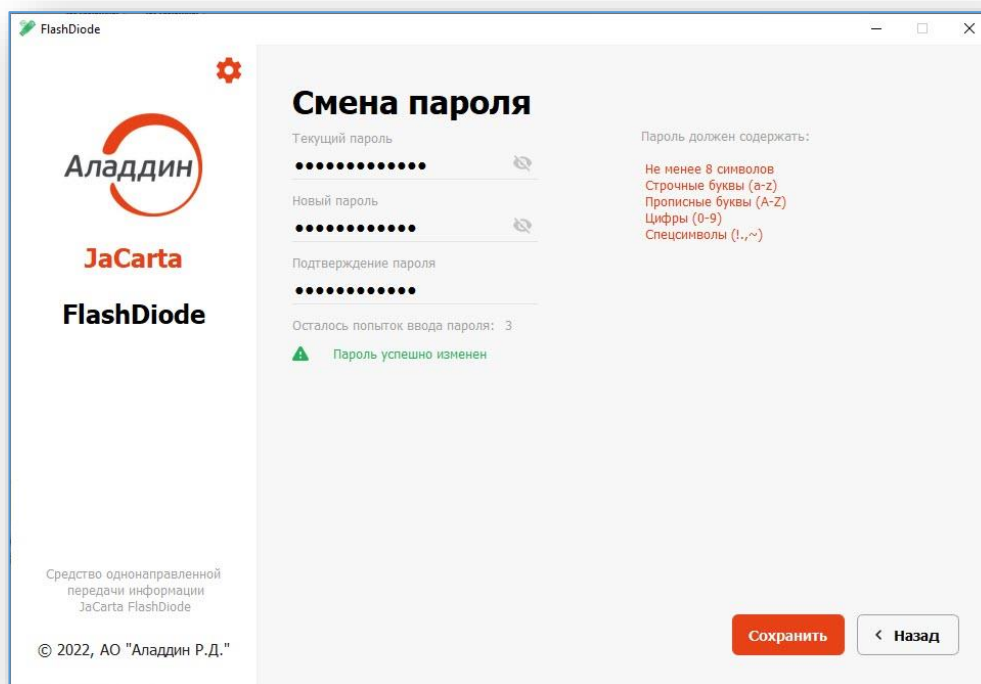 FlashDiode
Аладдин
JaCarta
FlashDiode
Средство однонаправленной
передачи информации
JaCarta FlashDiode
© 2022, АО "Аладдин Р.Д."
Смена пароля
Текущий пароль
•••••••••••••
Новый пароль
••••••••••••
Подтверждение пароля
••••••••••••
Осталось попыток ввода пароля: 3
Пароль успешно изменен
Пароль должен содержать:
Не менее 8 символов
Строчные буквы (a-z)
Прописные буквы (A-Z)
Цифры (0-9)
Спецсимволы (!.,~)
Сохранить
Назад